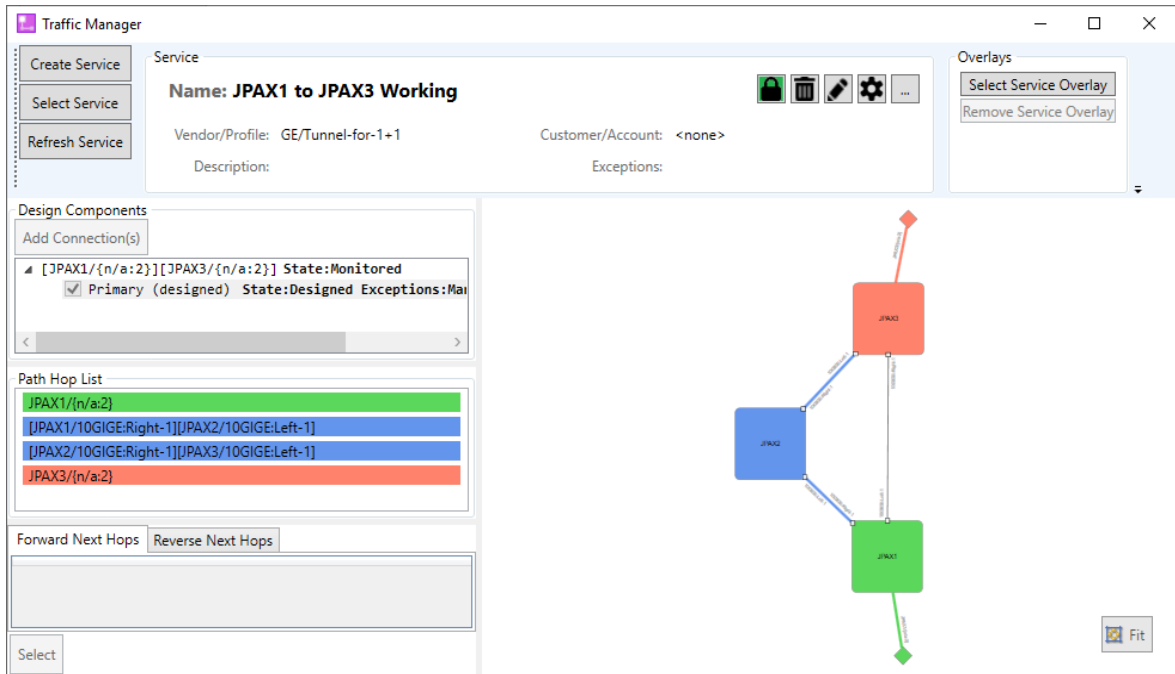 Traffic Manager
Create Service
Select Service
Refresh Service
Service
Name: JPAX1 to JPAX3 Working
...
Vendor/Profile: GE/Tunnel-for-1+1
Customer/Account: <none>
Description:
Exceptions:
Overlays
Select Service Overlay
Remove Service Overlay
Design Components
Add Connection(s)
[JPAX1/{n/a:2}][JPAX3/{n/a:2}] State:Monitored
Primary (designed) State:Designed Exceptions:Mar
Path Hop List
JPAX1/{n/a:2}
[JPAX1/10GIGE:Right-1][JPAX2/10GIGE:Left-1]
[JPAX2/10GIGE:Right-1][JPAX3/10GIGE:Left-1]
JPAX3/{n/a:2}
Forward Next Hops
Reverse Next Hops
Select
JPAX3
JPAX2
JPAX1
Fit